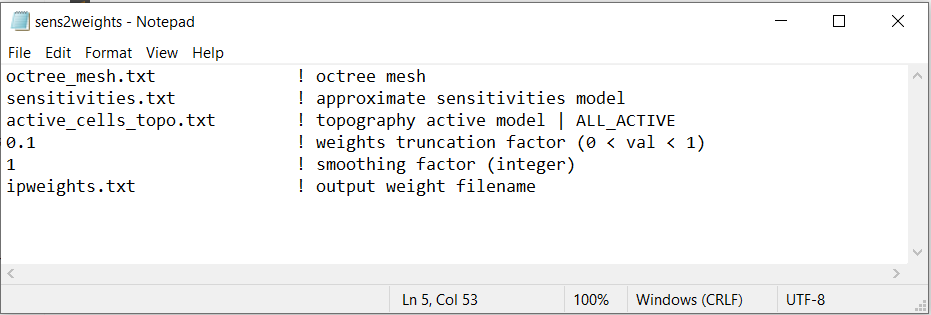 sens2weights - Notepad
File Edit Format View Help
octree_mesh.txt ! octree mesh
sensitivities.txt ! approximate sensitivities model
active_cells_topo.txt ! topography active model | ALL_ACTIVE
0.1 ! weights truncation factor (0 < val < 1)
1 ! smoothing factor (integer)
ipweights.txt ! output weight filename
Ln 5, Col 53 100% Windows (CRLF) UTF-8